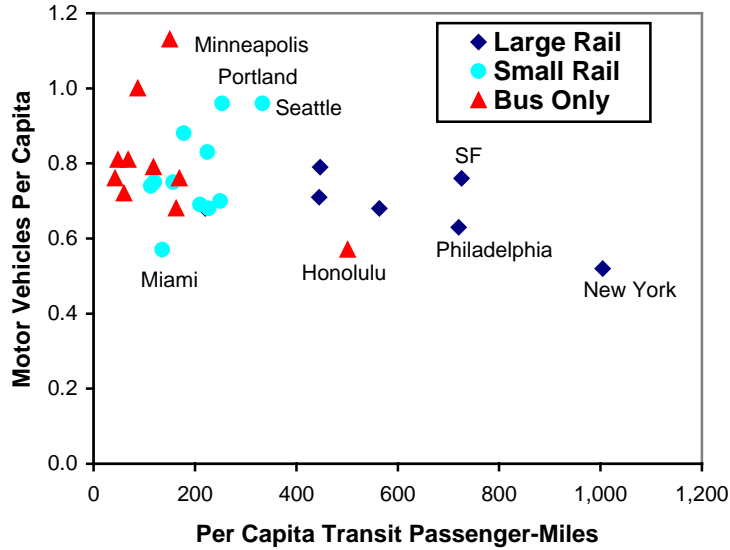 1.2
1.0
0.8
0.6
0.4
0.2
0.0
Motor Vehicles Per Capita
Minneapolis
Portland
Seattle
Large Rail
Small Rail
Bus Only
SF
Philadelphia
Miami
Honolulu
New York
0 200 400 600 800 1,000 1,200
Per Capita Transit Passenger-Miles